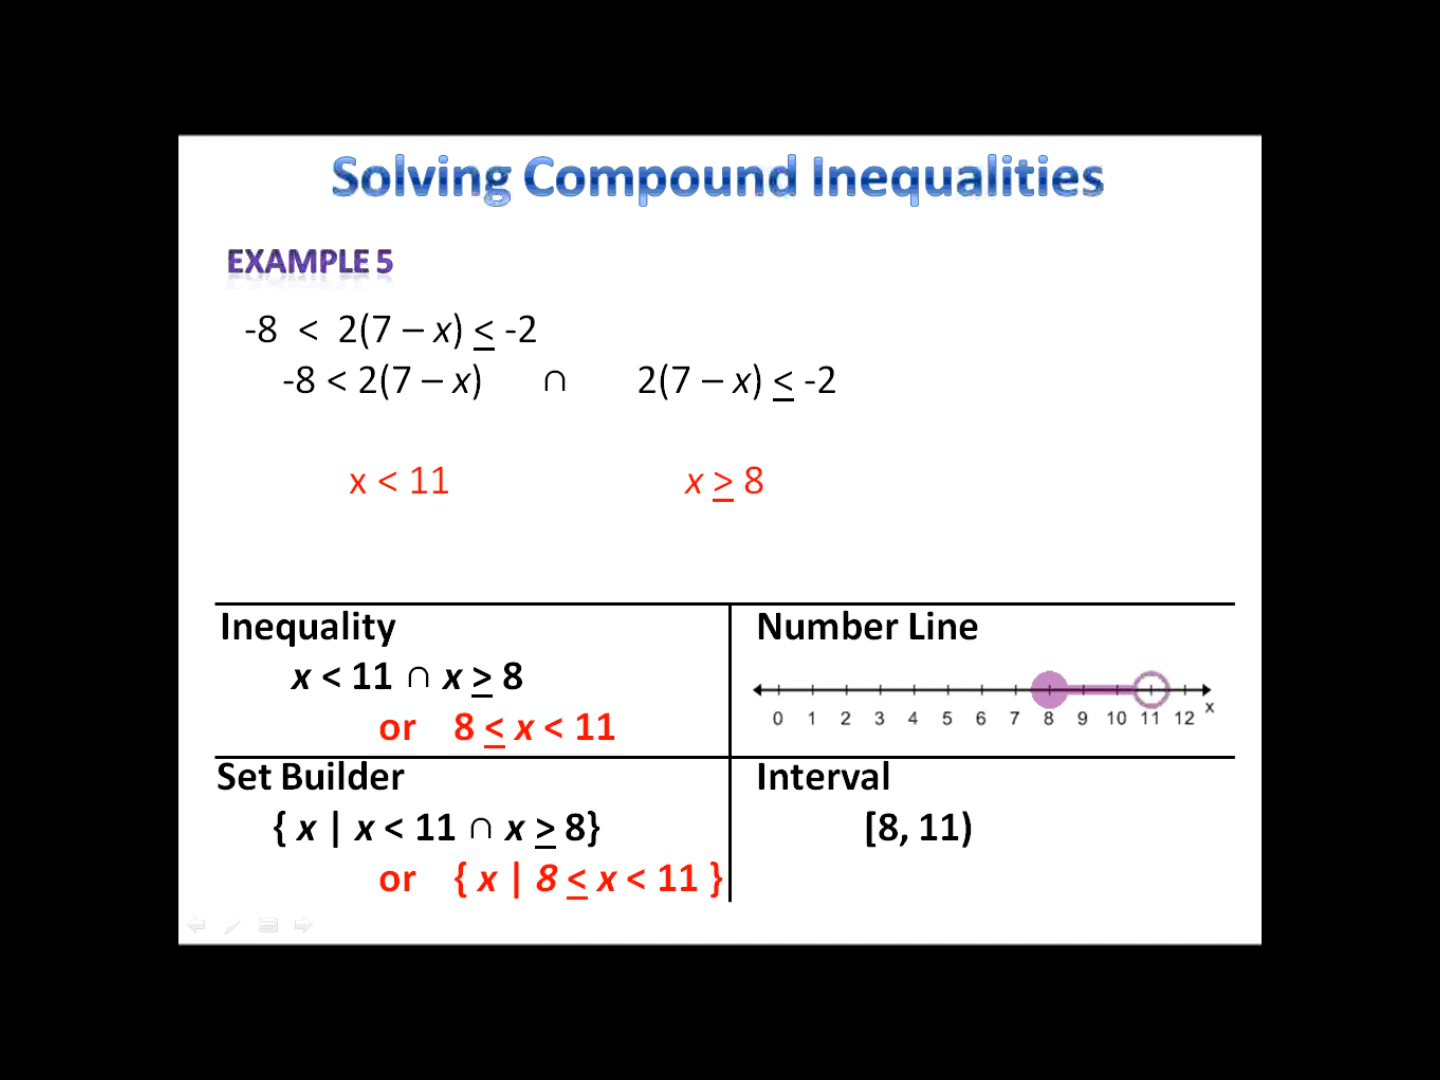 Solving Compound Inequalities
EXAMPLE 5
-8 < 2(7 – x) ≤ -2
-8 < 2(7 – x) ∩ 2(7 – x) ≤ -2
x < 11 x ≥ 8
Inequality
x < 11 ∩ x ≥ 8
or 8 ≤ x < 11
Number Line
0 1 2 3 4 5 6 7 8 9 10 11 12 x
Set Builder
{ x | x < 11 ∩ x ≥ 8}
or { x | 8 ≤ x < 11 }
Interval
[8, 11)